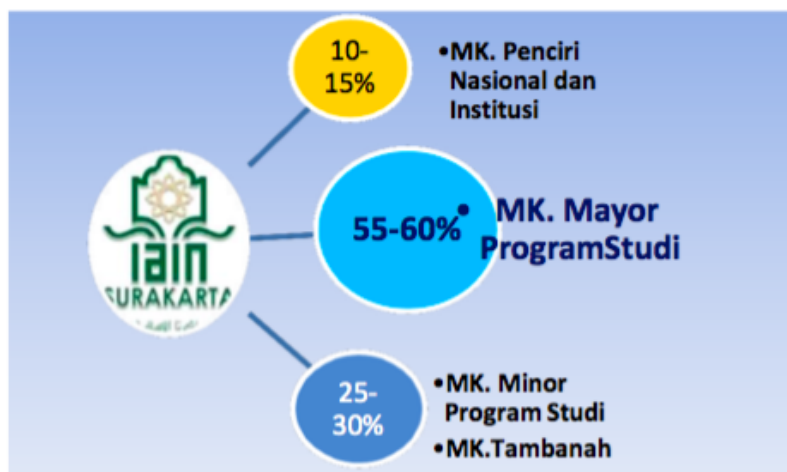 10-
15%
•MK. Penciri
Nasional dan
Institusi
iain
SURAKARTA
55-60%
• MK. Mayor
ProgramStudi
25-
30%
•MK. Minor
Program Studi
•MK.Tambanah